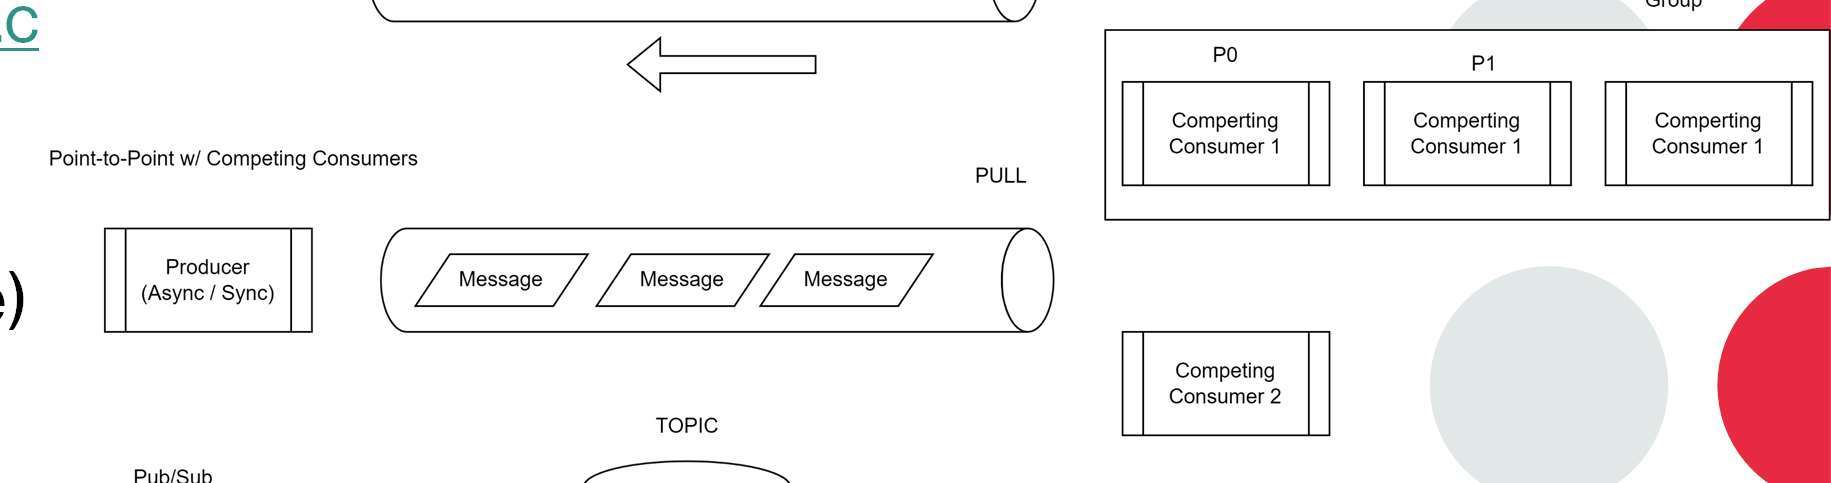 .c
Group
P0
P1
Comperting
Consumer 1
Comperting
Consumer 1
Comperting
Consumer 1
Point-to-Point w/ Competing Consumers
PULL
Producer
(Async / Sync)
Message
Message
Message
e)
Competing
Consumer 2
TOPIC
Pub/Sub